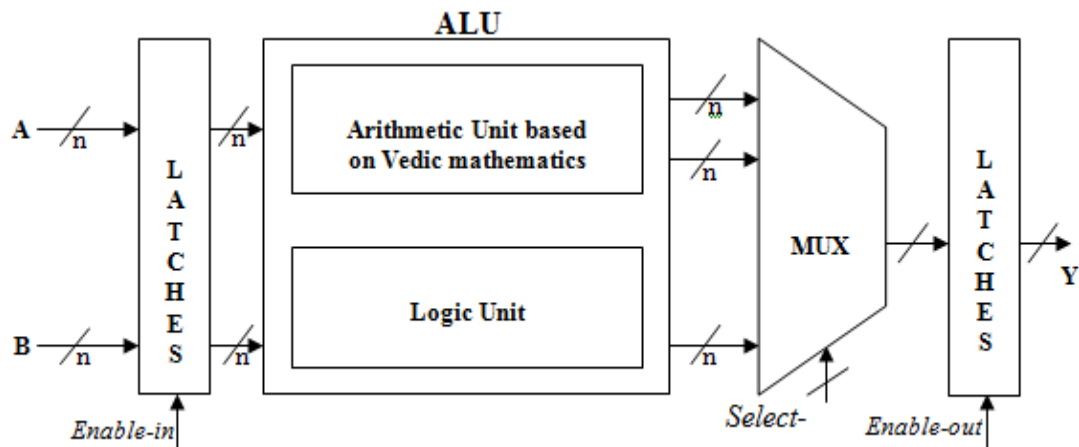 ALU
A
n
n
L
A
T
C
H
E
S
Arithmetic Unit based
on Vedic mathematics
n
n
MUX
L
A
T
C
H
E
S
Y
B
n
n
Logic Unit
n
Enable-in
Select-
Enable-out